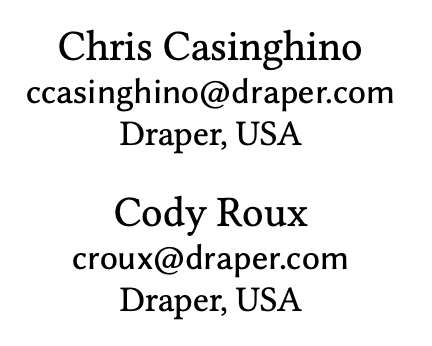 Chris Casinghino
ccasinghino@draper.com
Draper, USA
Cody Roux
croux@draper.com
Draper, USA